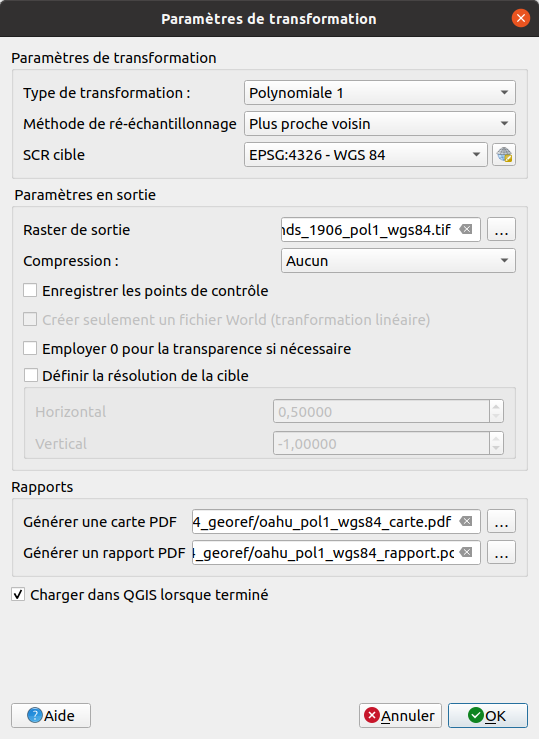 Paramètres de transformation
Paramètres de transformation
Type de transformation : Polynomiale 1
Méthode de ré-échantillonnage Plus proche voisin
SCR cible EPSG:4326 - WGS 84
Paramètres en sortie
Raster de sortie nds_1906_pol1_wgs84.tif ...
Compression : Aucun
Enregistrer les points de contrôle
Créer seulement un fichier World (tranformation linéaire)
Employer 0 pour la transparence si nécessaire
Définir la résolution de la cible
Horizontal 0,50000
Vertical -1,00000
Rapports
Générer une carte PDF 4_georef/oahu_pol1_wgs84_carte.pdf ...
Générer un rapport PDF 4_georef/oahu_pol1_wgs84_rapport.pd ...
Charger dans QGIS lorsque terminé
Aide Annuler OK